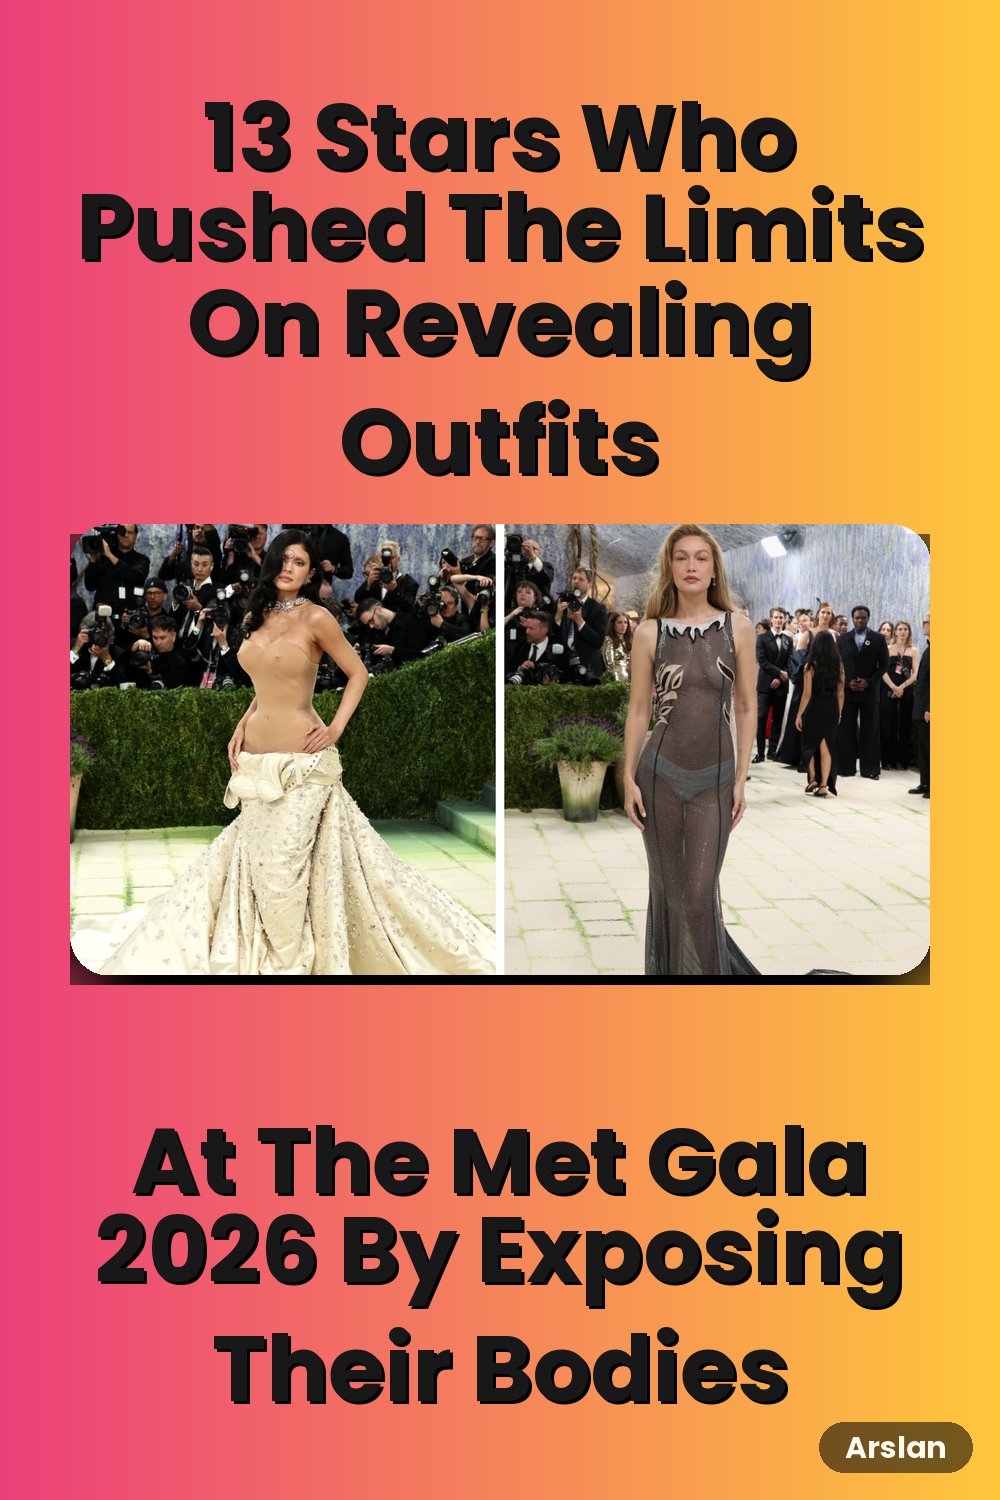 13 Stars Who
Pushed The Limits
On Revealing
Outfits
At The Met Gala
2026 By Exposing
Their Bodies
Arslan